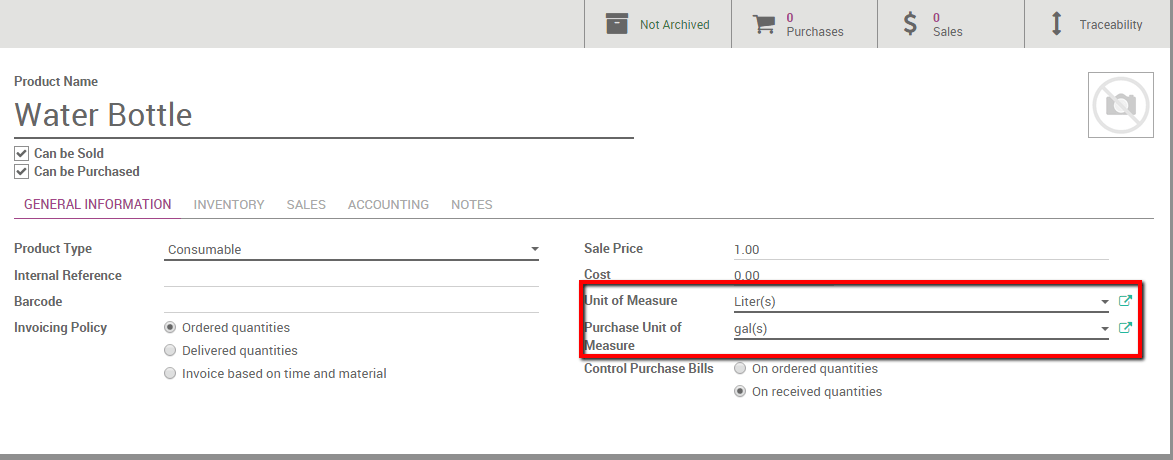 Not Archived
0
Purchases
0
Sales
Traceability
Product Name
Water Bottle
Can be Sold
Can be Purchased
GENERAL INFORMATION INVENTORY SALES ACCOUNTING NOTES
Product Type Consumable
Internal Reference
Barcode
Invoicing Policy Ordered quantities
Delivered quantities
Invoice based on time and material
Sale Price 1.00
Cost 0.00
Unit of Measure Liter(s)
Purchase Unit of gal(s)
Measure
Control Purchase Bills On ordered quantities
On received quantities